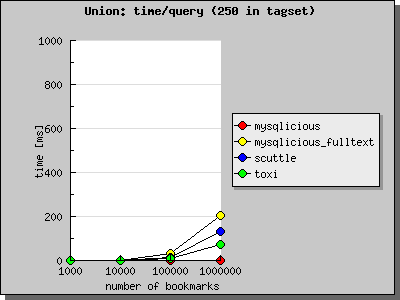 Union: time/query (250 in tagset)
1000
800
600
400
200
0
time [ms]
1000 10000 100000 1000000
number of bookmarks
mysqlicious
mysqlicious_fulltext
scuttle
toxi